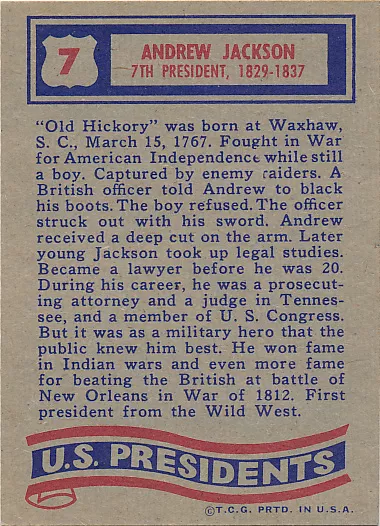 7
ANDREW JACKSON
7TH PRESIDENT, 1829-1837
"Old Hickory" was born at Waxhaw,
S. C., March 15, 1767. Fought in War
for American Independence while still
a boy. Captured by enemy raiders. A
British officer told Andrew to black
his boots. The boy refused. The officer
struck out with his sword. Andrew
received a deep cut on the arm. Later
young Jackson took up legal studies.
Became a lawyer before he was 20.
During his career, he was a prosecut-
ing attorney and a judge in Tennes-
see, and a member of U. S. Congress.
But it was as a military hero that the
public knew him best. He won fame
in Indian wars and even more fame
for beating the British at battle of
New Orleans in War of 1812. First
president from the Wild West.
U.S. PRESIDENTS
©T.C.G. PRTD. IN U.S.A.